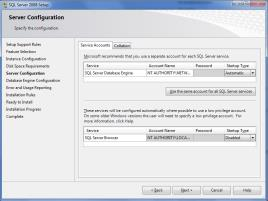 SQL Server 2008 Setup
Server Configuration
Specify the configuration.
Setup Support Rules
Feature Selection
Instance Configuration
Disk Space Requirements
Server Configuration
Database Engine Configuration
Error and Usage Reporting
Installation Rules
Ready to Install
Installation Progress
Complete
Service Accounts Collation
Microsoft recommends that you use a separate account for each SQL Server service.
Service Account Name Password Startup Type
SQL Server Database Engine NT AUTHORITY\NETW... Automatic
Use the same account for all SQL Server services
These services will be configured automatically where possible to use a low privilege account.
On some older Windows versions the user will need to specify a low privilege account. For
more information, click Help.
Service Account Name Password Startup Type
SQL Server Browser NT AUTHORITY\LOCA... Disabled
< Back Next > Cancel Help